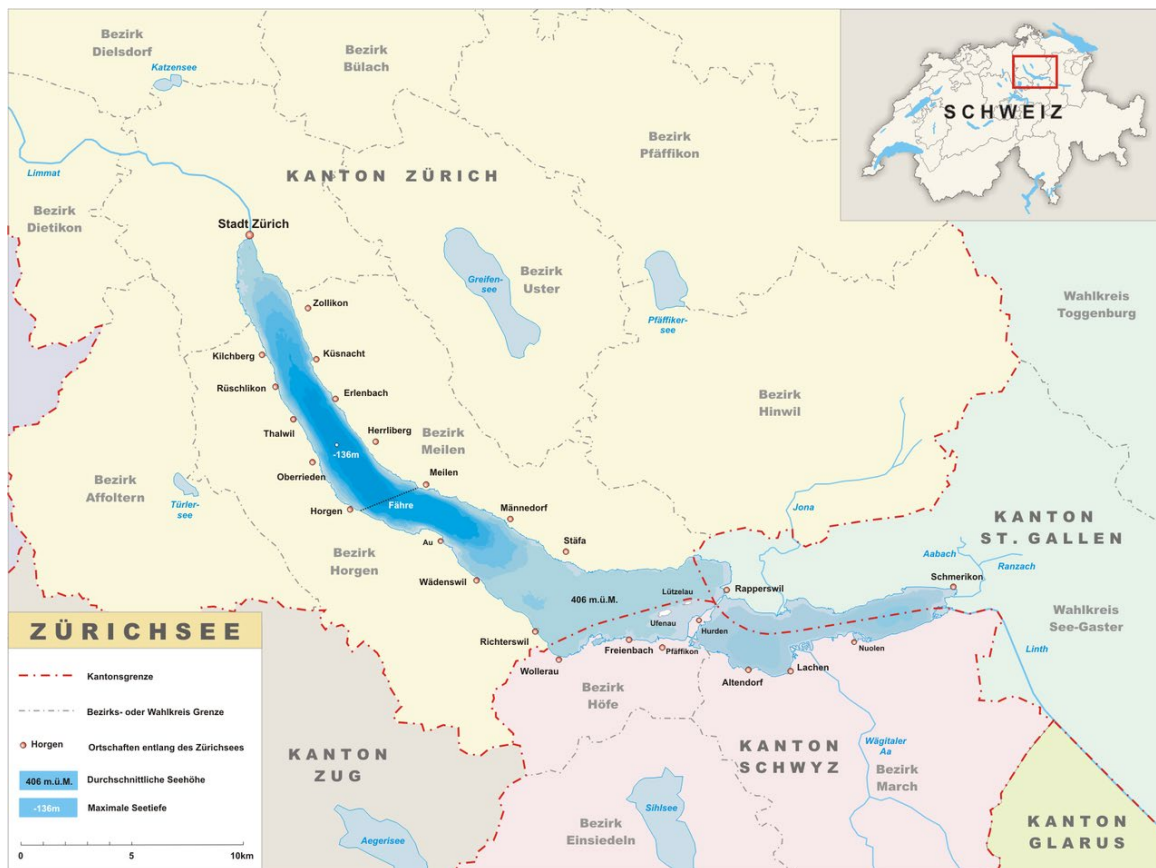 Bezirk
Dielsdorf
Katzensee
Bezirk
Bülach
SCHWEIZ
Limmat
KANTON ZÜRICH
Bezirk
Pfäffikon
Bezirk
Dietikon
Stadt Zürich
Greifen-
see
Bezirk
Uster
Pfäffiker-
see
Wahlkreis
Toggenburg
Zollikon
Kilchberg
Küsnacht
Rüschlikon
Erlenbach
Thalwil
Herrliberg
Bezirk
Meilen
Bezirk
Hinwil
-136m
Oberrieden
Meilen
Bezirk
Affoltern
Türler-
see
Horgen
Fähre
Männedorf
Jona
KANTON
ST. GALLEN
Au
Stäfa
Bezirk
Horgen
Aabach
Ranzach
Wädenswil
Schmerikon
406 m.ü.M.
Lützelau
Rapperswil
Ufenau
Hurden
Wahlkreis
See-Gaster
Richterswil
Freienbach
Pfäffikon
Nuolen
Linth
Wollerau
Altendorf
Lachen
Bezirk
Höfe
KANTON
ZUG
KANTON
SCHWYZ
Wägitaler
Aa
Bezirk
March
Sihlsee
Bezirk
Einsiedeln
Aegerisee
KANTON
GLARUS
ZÜRICHSEE
Kantonsgrenze
Bezirks- oder Wahlkreis Grenze
Horgen
Ortschaften entlang des Zürichsees
406 m.ü.M.
Durchschnittliche Seehöhe
-136m
Maximale Seetiefe
0 5 10km